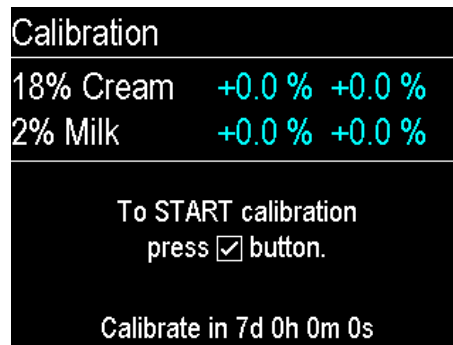 Calibration
18% Cream +0.0 % +0.0 %
2% Milk +0.0 % +0.0 %
To START calibration
press ☑ button.
Calibrate in 7d 0h 0m 0s